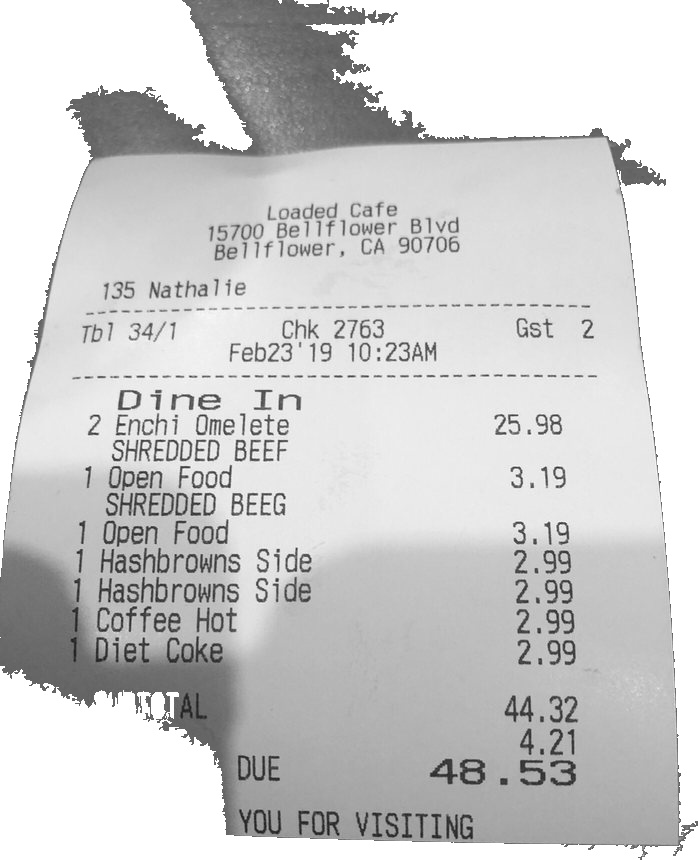 Loaded Cafe
15700 Bellflower Blvd
Bellflower, CA 90706
135 Nathalie
Tbl 34/1 Chk 2763 Gst 2
Feb23'19 10:23AM
Dine In
2 Enchi Omelete 25.98
SHREDDED BEEF
1 Open Food 3.19
SHREDDED BEEG
1 Open Food 3.19
1 Hashbrowns Side 2.99
1 Hashbrowns Side 2.99
1 Coffee Hot 2.99
1 Diet Coke 2.99
SUBTOTAL 44.32
4.21
DUE 48.53
YOU FOR VISITING